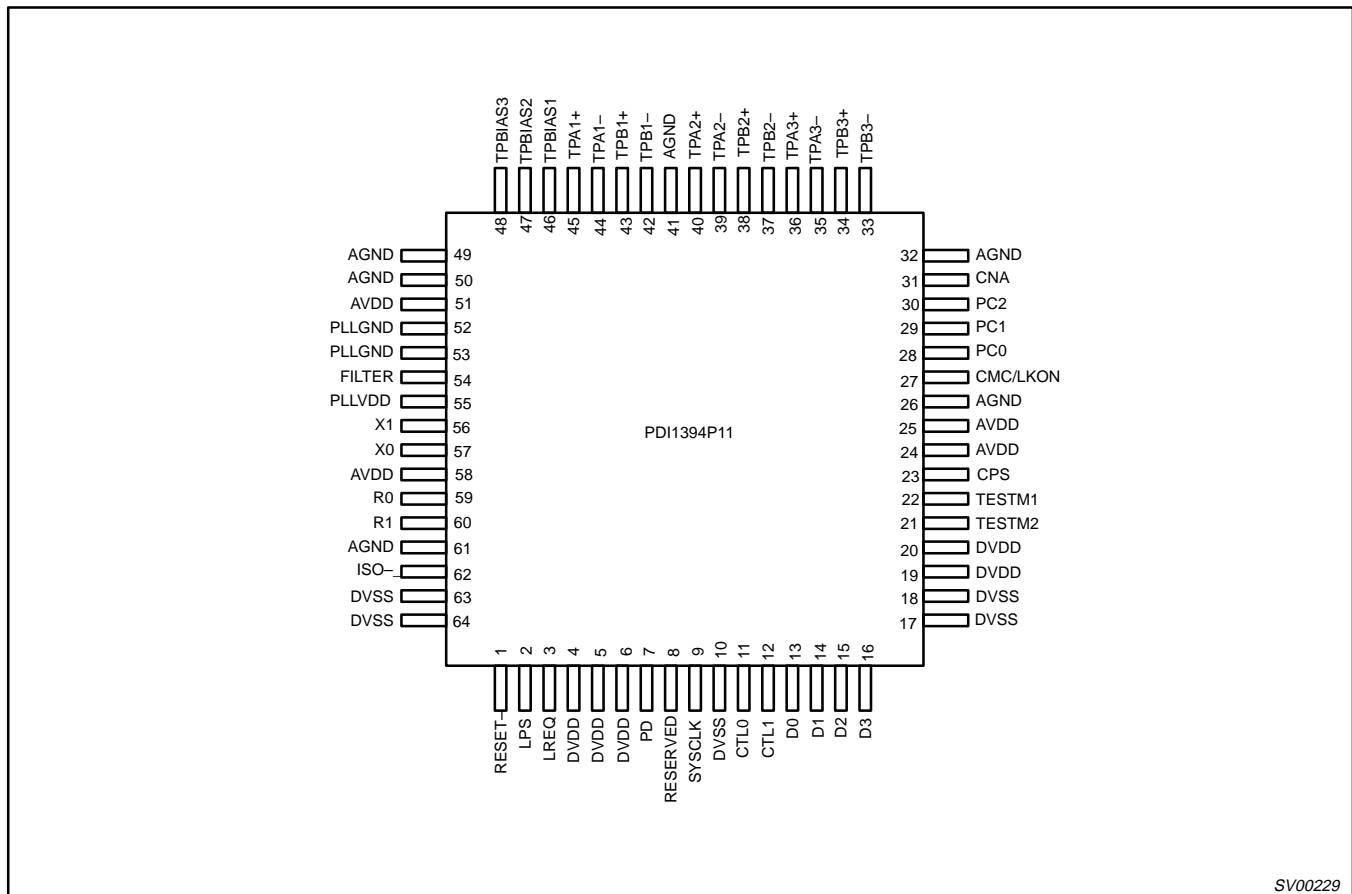 TPBIAS3
TPBIAS2
TPBIAS1
TPA1+
TPA1–
TPB1+
TPB1–
AGND
TPA2+
TPA2–
TPB2+
TPB2–
TPA3+
TPA3–
TPB3+
TPB3–
48 47 46 45 44 43 42 41 40 39 38 37 36 35 34 33
AGND 49
AGND 50
AVDD 51
PLLGND 52
PLLGND 53
FILTER 54
PLLVDD 55
X1 56
X0 57
AVDD 58
R0 59
R1 60
AGND 61
ISO– 62
DVSS 63
DVSS 64
PDI1394P11
32 AGND
31 CNA
30 PC2
29 PC1
28 PC0
27 CMC/LKON
26 AGND
25 AVDD
24 AVDD
23 CPS
22 TESTM1
21 TESTM2
20 DVDD
19 DVDD
18 DVSS
17 DVSS
1 2 3 4 5 6 7 8 9 10 11 12 13 14 15 16
RESET–
LPS
LREQ
DVDD
DVDD
DVDD
PD
RESERVED
SYSCLK
DVSS
CTL0
CTL1
D0
D1
D2
D3
SV00229